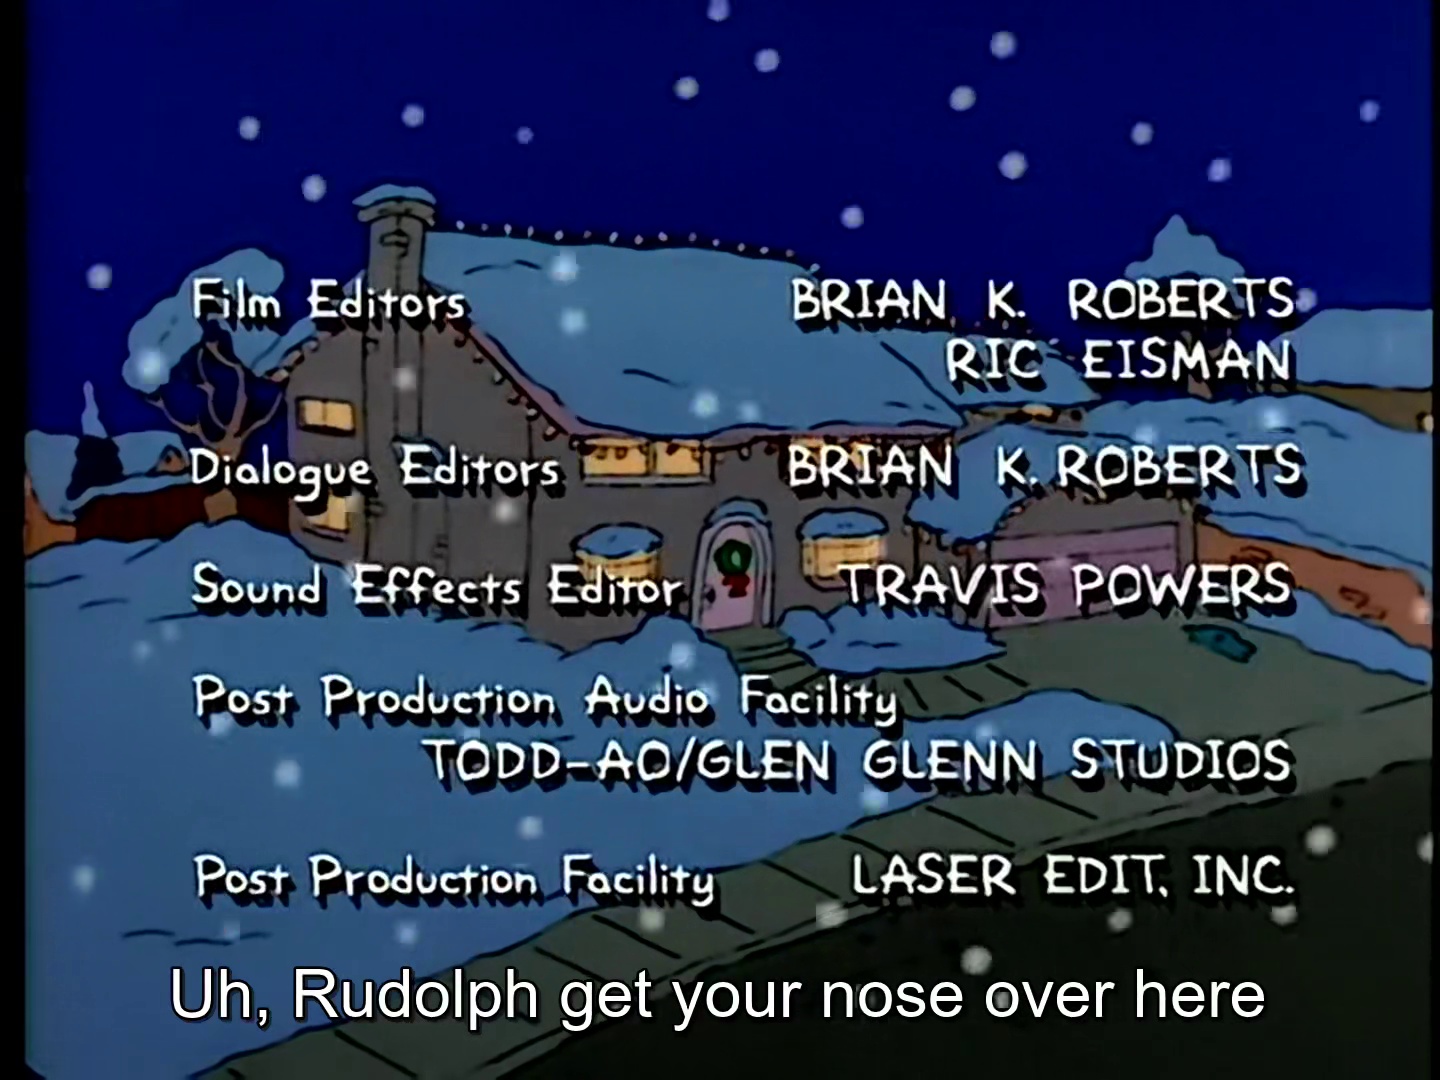 Film Editors BRIAN K. ROBERTS
RIC EISMAN
Dialogue Editors BRIAN K. ROBERTS
Sound Effects Editor TRAVIS POWERS
Post Production Audio Facility
TODD-AO/GLEN GLENN STUDIOS
Post Production Facility LASER EDIT, INC.
Uh, Rudolph get your nose over here